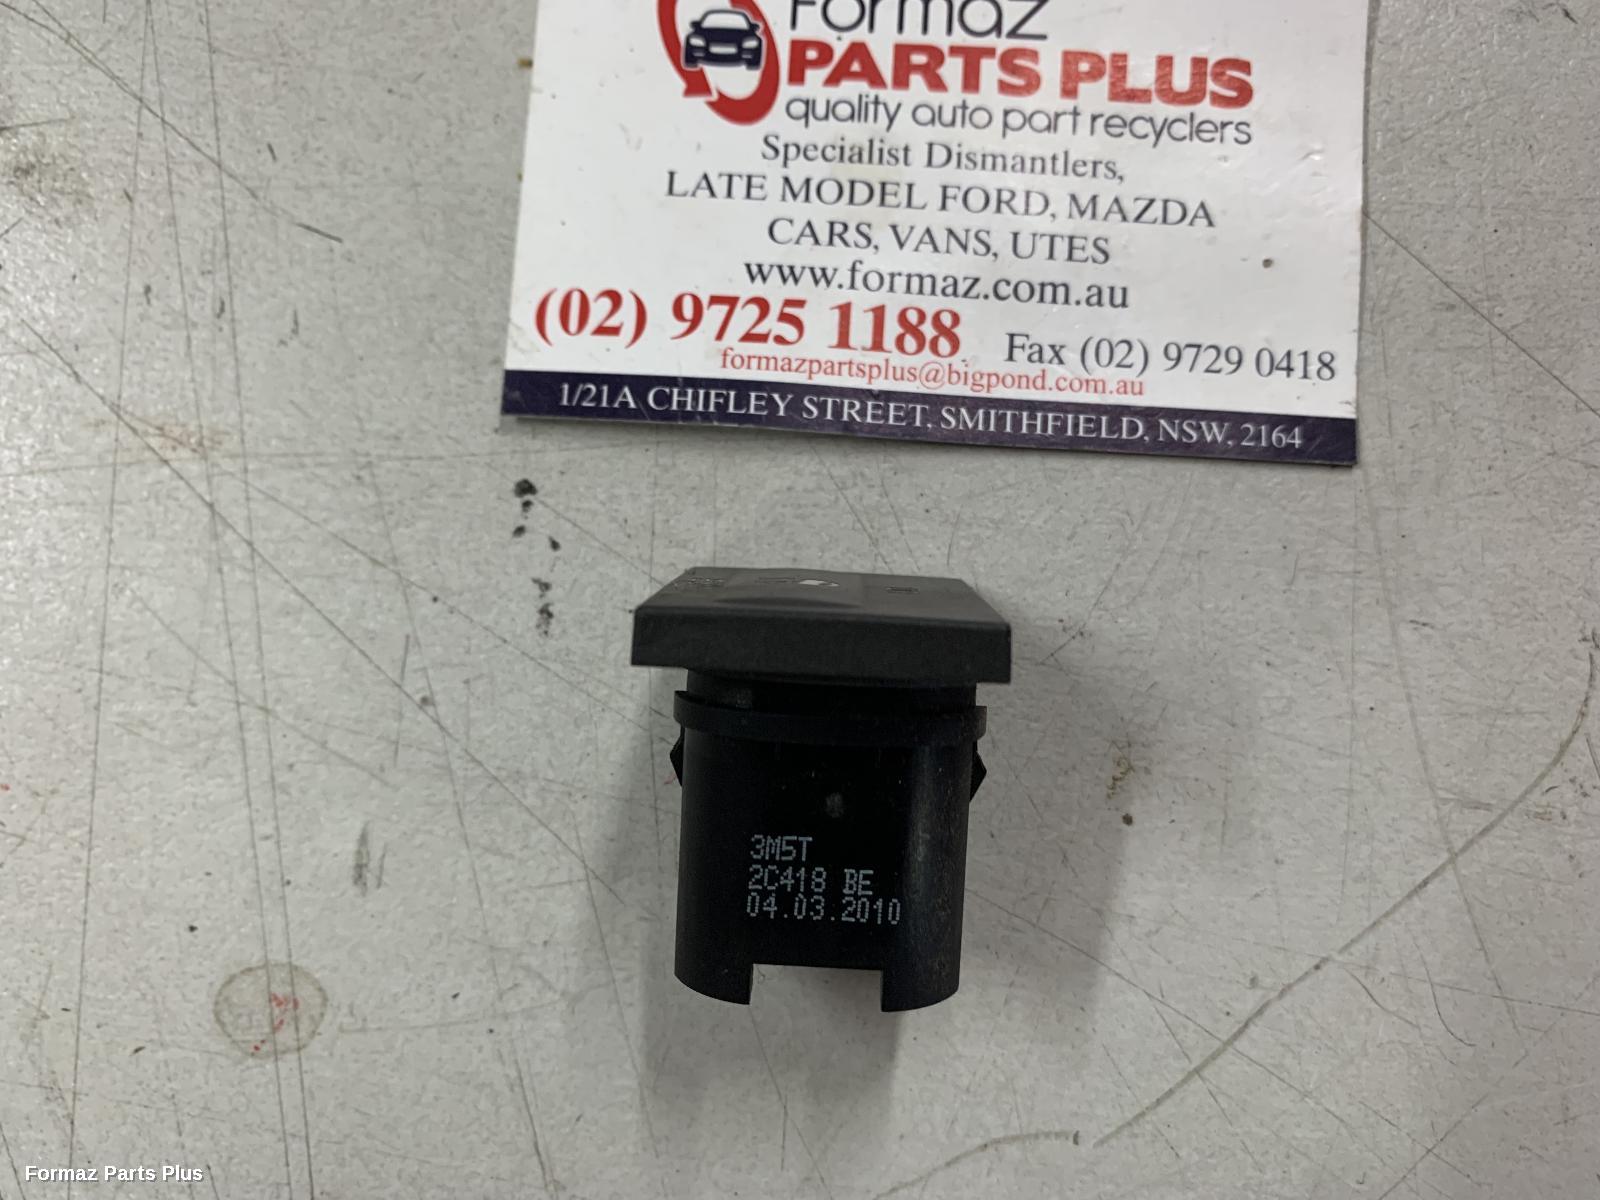 Formaz
PARTS PLUS
quality auto part recyclers
Specialist Dismantlers,
LATE MODEL FORD, MAZDA
CARS, VANS, UTES
www.formaz.com.au
(02) 9725 1188 Fax (02) 9729 0418
formazpartsplus@bigpond.com.au
1/21A CHIFLEY STREET, SMITHFIELD, NSW, 2164
3M5T
2C418 BE
04.03.2010
Formaz Parts Plus